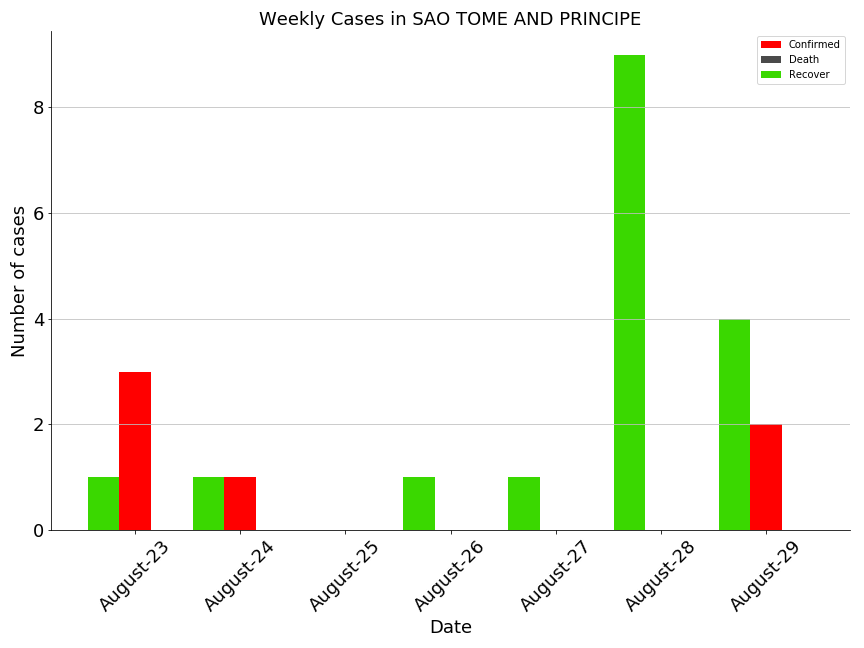 Weekly Cases in SAO TOME AND PRINCIPE
Confirmed
Death
Recover
Number of cases
8
6
4
2
0
August-23
August-24
August-25
August-26
August-27
August-28
August-29
Date